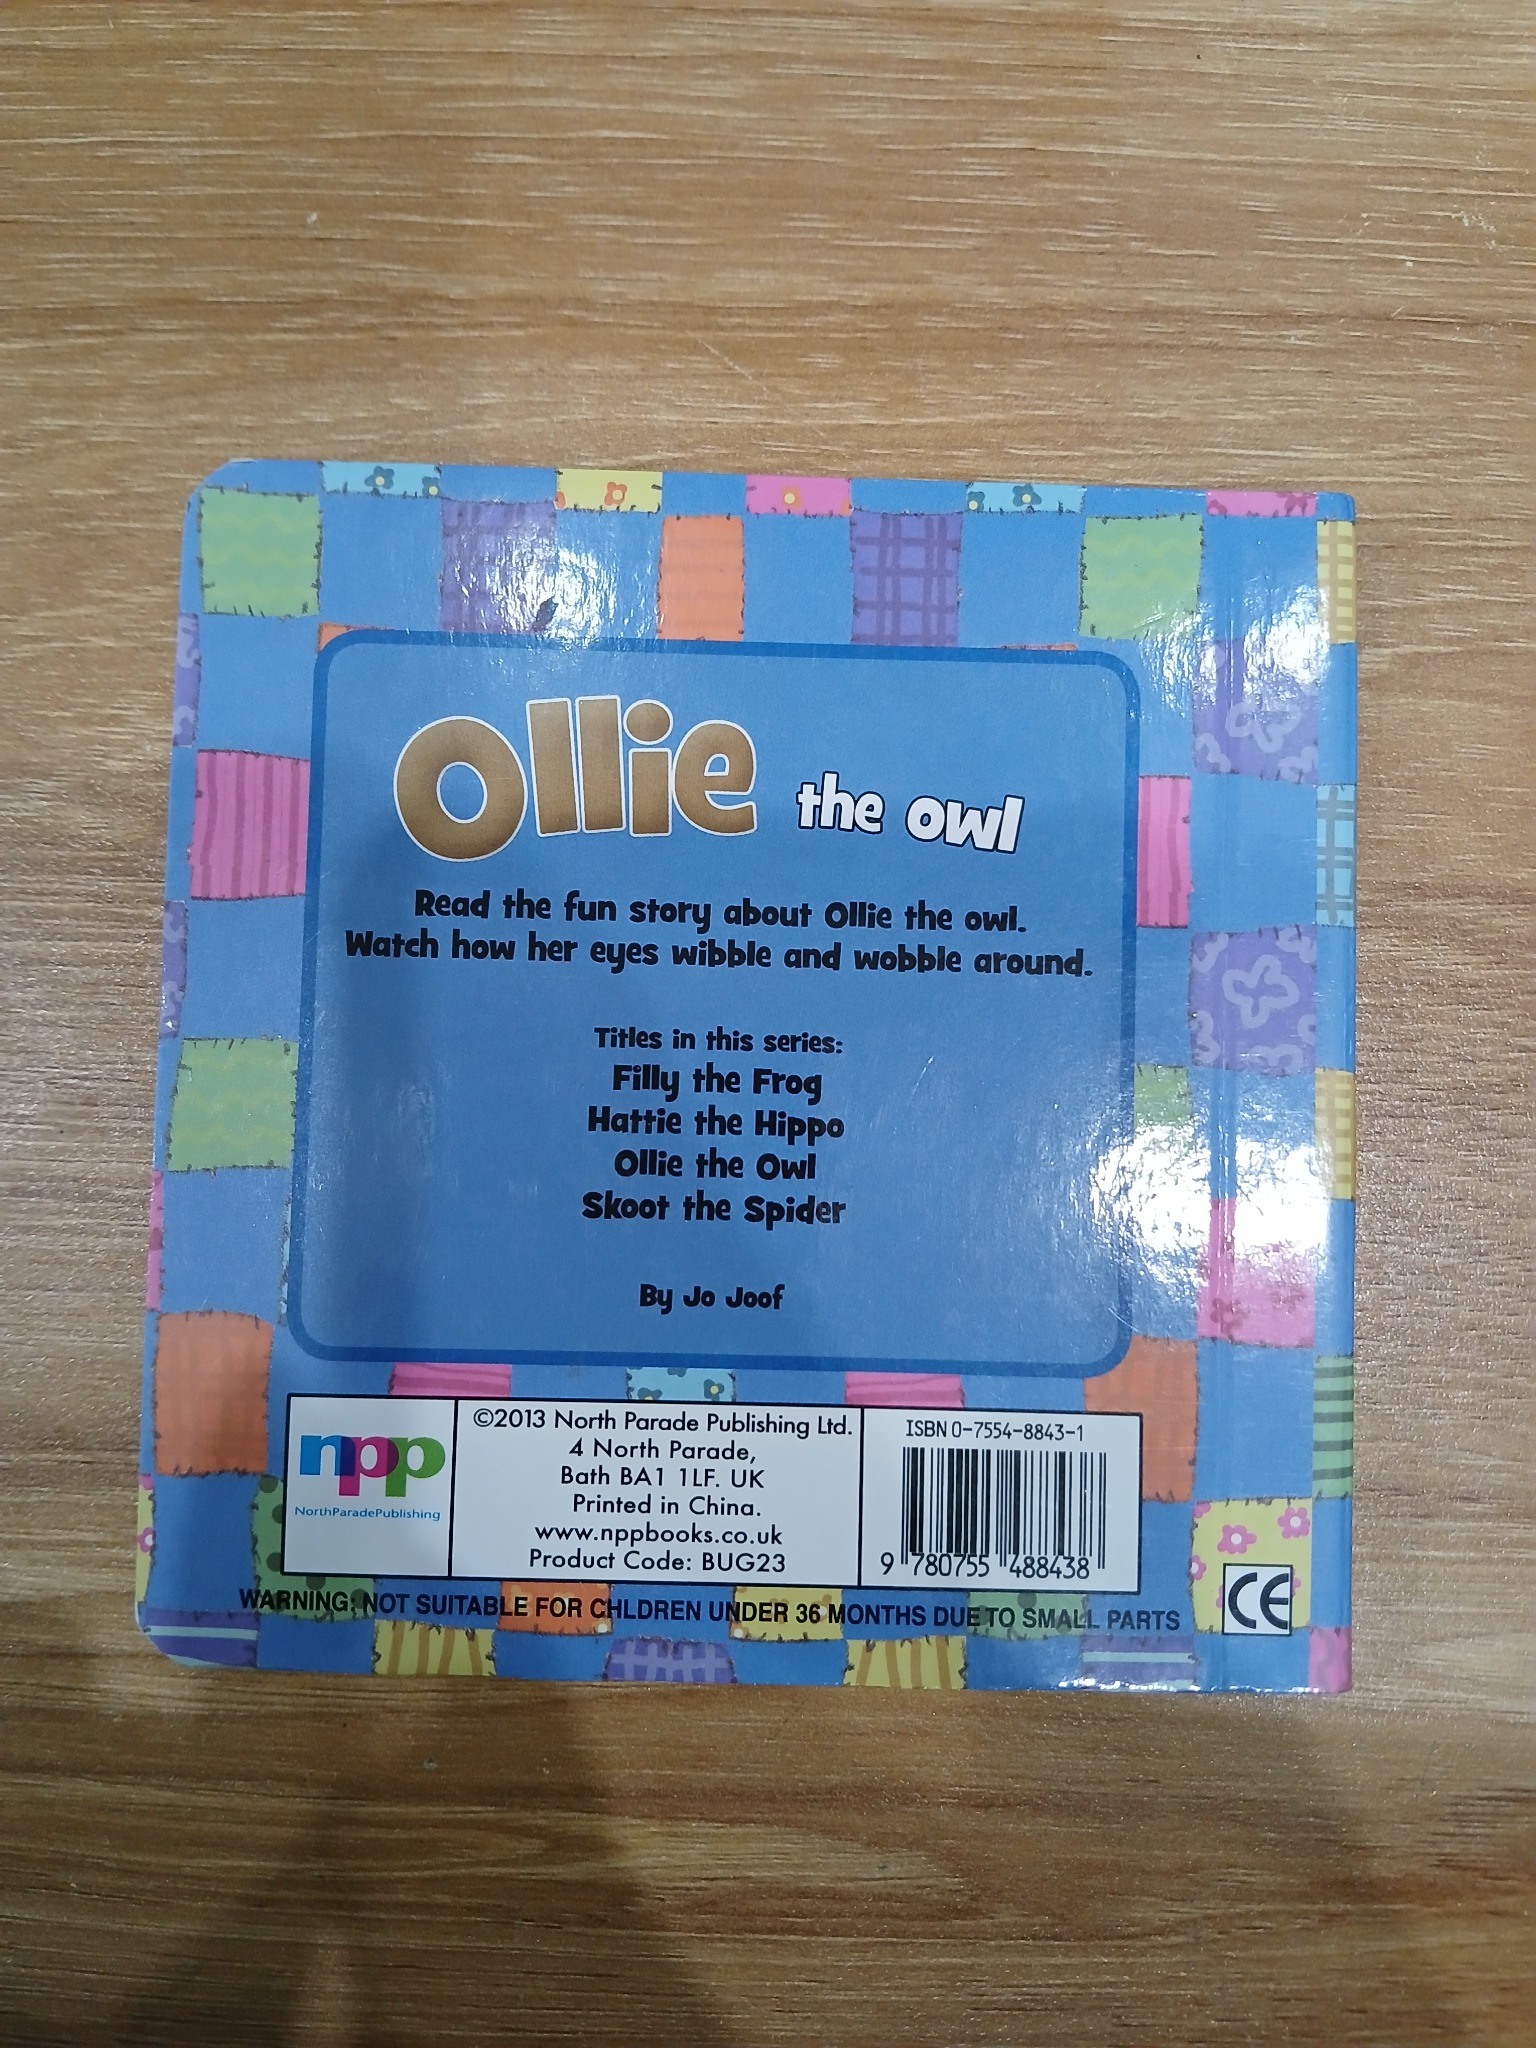 Ollie the owl
Read the fun story about Ollie the owl.
Watch how her eyes wibble and wobble around.
Titles in this series:
Filly the Frog
Hattie the Hippo
Ollie the Owl
Skoot the Spider
By Jo Joof
npp
NorthParadePublishing
©2013 North Parade Publishing Ltd.
4 North Parade,
Bath BA1 1LF. UK
Printed in China.
www.nppbooks.co.uk
Product Code: BUG23
ISBN 0-7554-8843-1
9 780755 488438
WARNING: NOT SUITABLE FOR CHLDREN UNDER 36 MONTHS DUE TO SMALL PARTS
CE